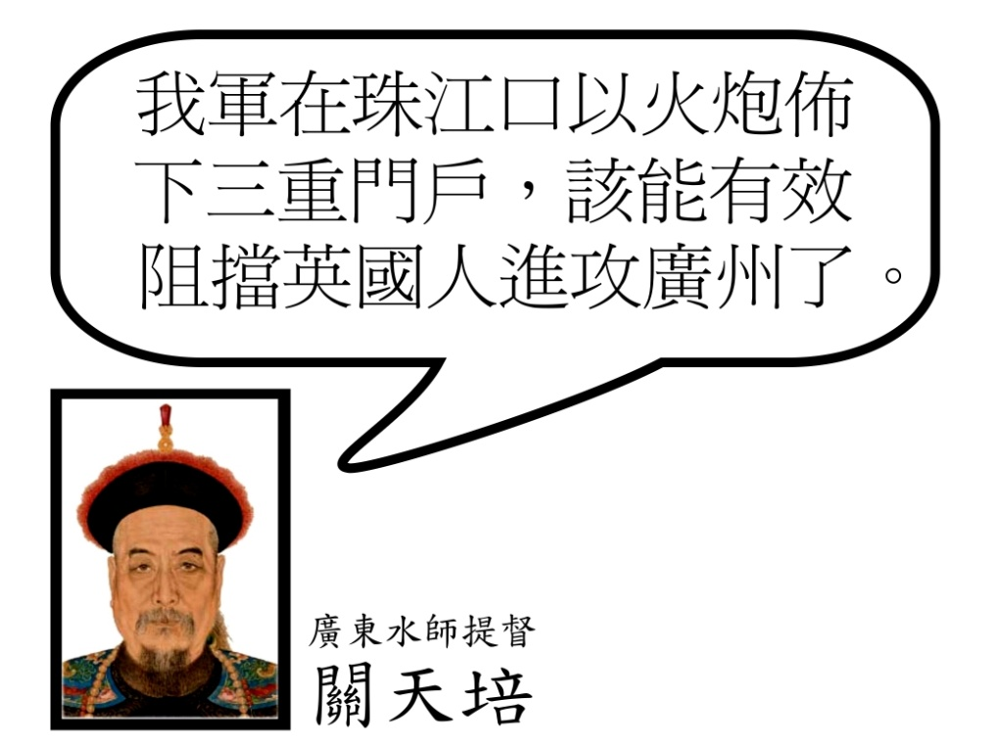 我軍在珠江口以火炮佈
下三重門戶，該能有效
阻擋英國人進攻廣州了。
廣東水師提督
關天培